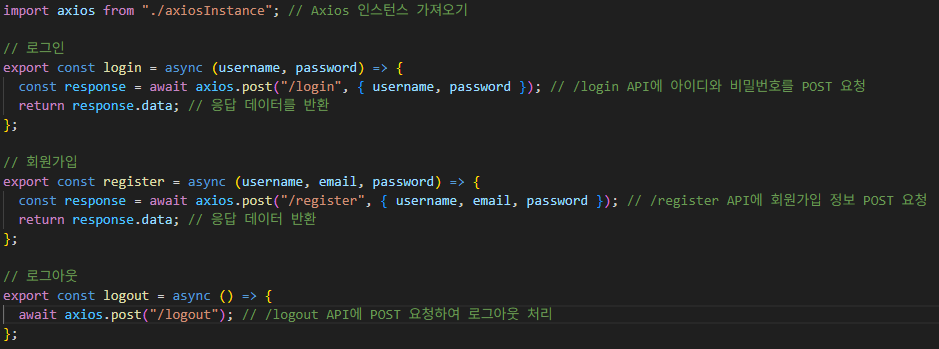 import axios from "./axiosInstance"; // Axios 인스턴스 가져오기
// 로그인
export const login = async (username, password) => {
  const response = await axios.post("/login", { username, password }); // /login API에 아이디와 비밀번호를 POST 요청
  return response.data; // 응답 데이터를 반환
};
// 회원가입
export const register = async (username, email, password) => {
  const response = await axios.post("/register", { username, email, password }); // /register API에 회원가입 정보 POST 요청
  return response.data; // 응답 데이터 반환
};
// 로그아웃
export const logout = async () => {
  await axios.post("/logout"); // /logout API에 POST 요청하여 로그아웃 처리
};